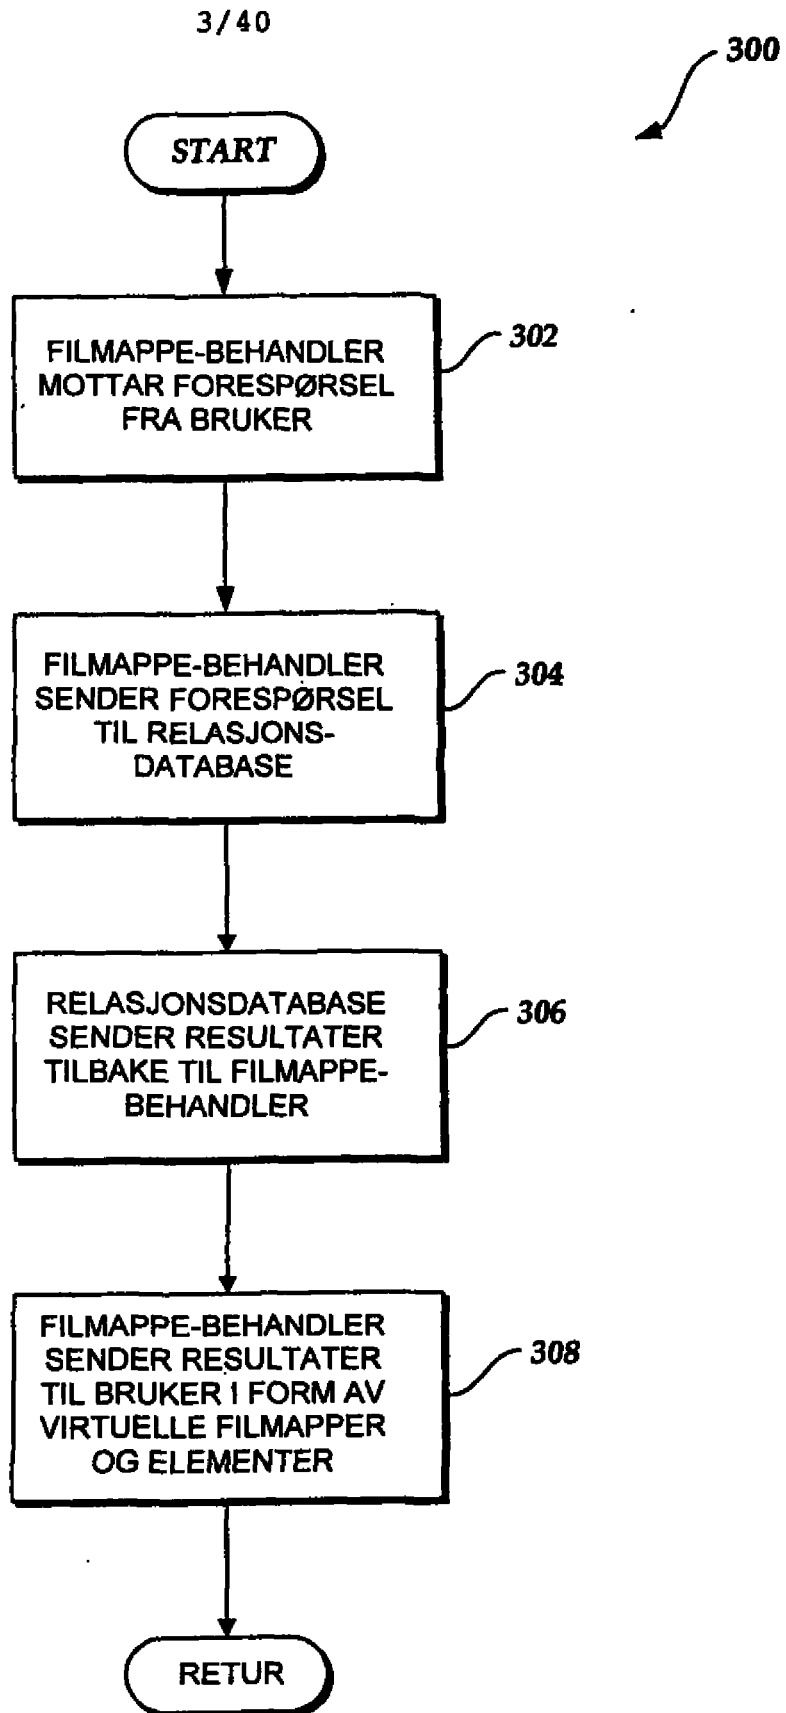 3/40
300
START
302
FILMAPPE-BEHANDLER
MOTTAR FORESPØRSEL
FRA BRUKER
304
FILMAPPE-BEHANDLER
SENDER FORESPØRSEL
TIL RELASJONS-
DATABASE
306
RELASJONSDATABASE
SENDER RESULTATER
TILBAKE TIL FILMAPPE-
BEHANDLER
308
FILMAPPE-BEHANDLER
SENDER RESULTATER
TIL BRUKER I FORM AV
VIRTUELLE FILMAPPER
OG ELEMENTER
RETUR